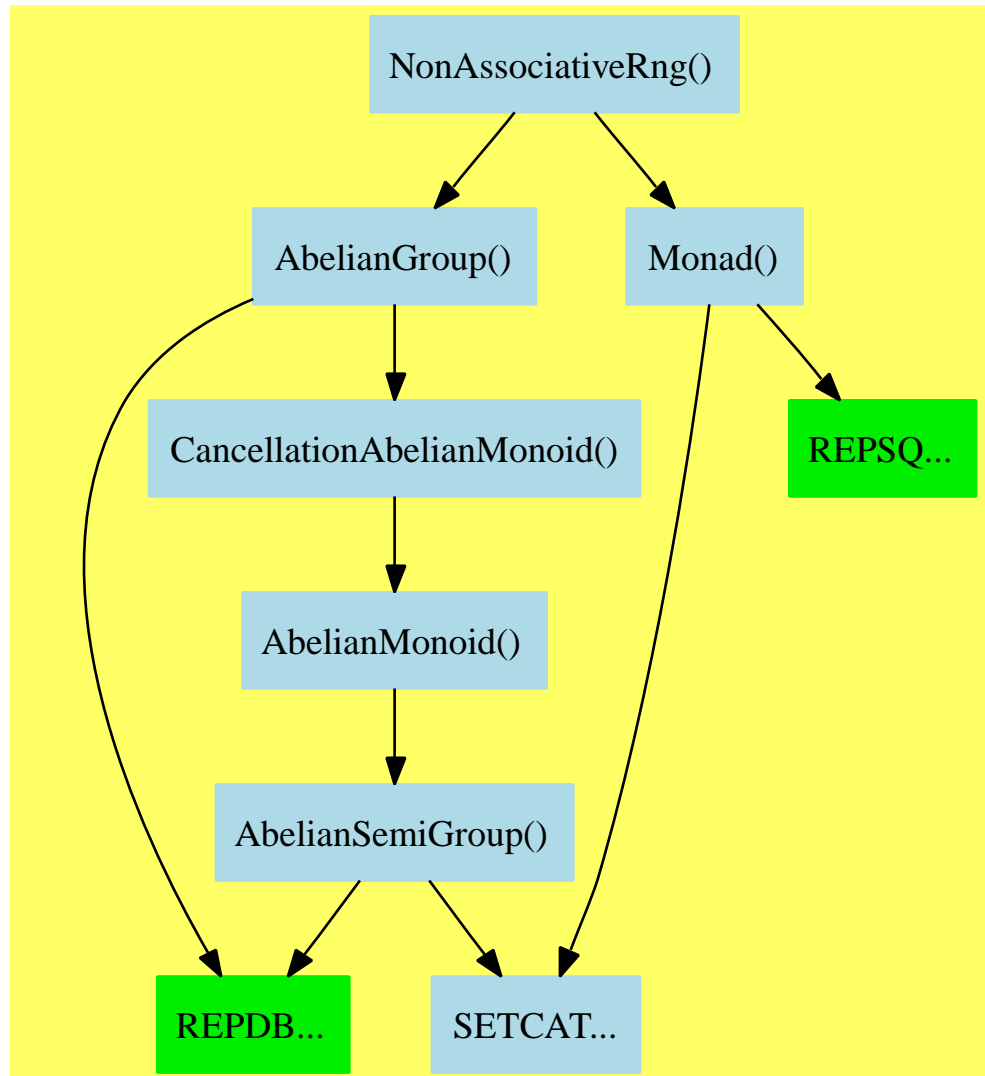 NonAssociativeRng()
AbelianGroup()
Monad()
CancellationAbelianMonoid()
REPSQ...
AbelianMonoid()
AbelianSemiGroup()
REPDB...
SETCAT...